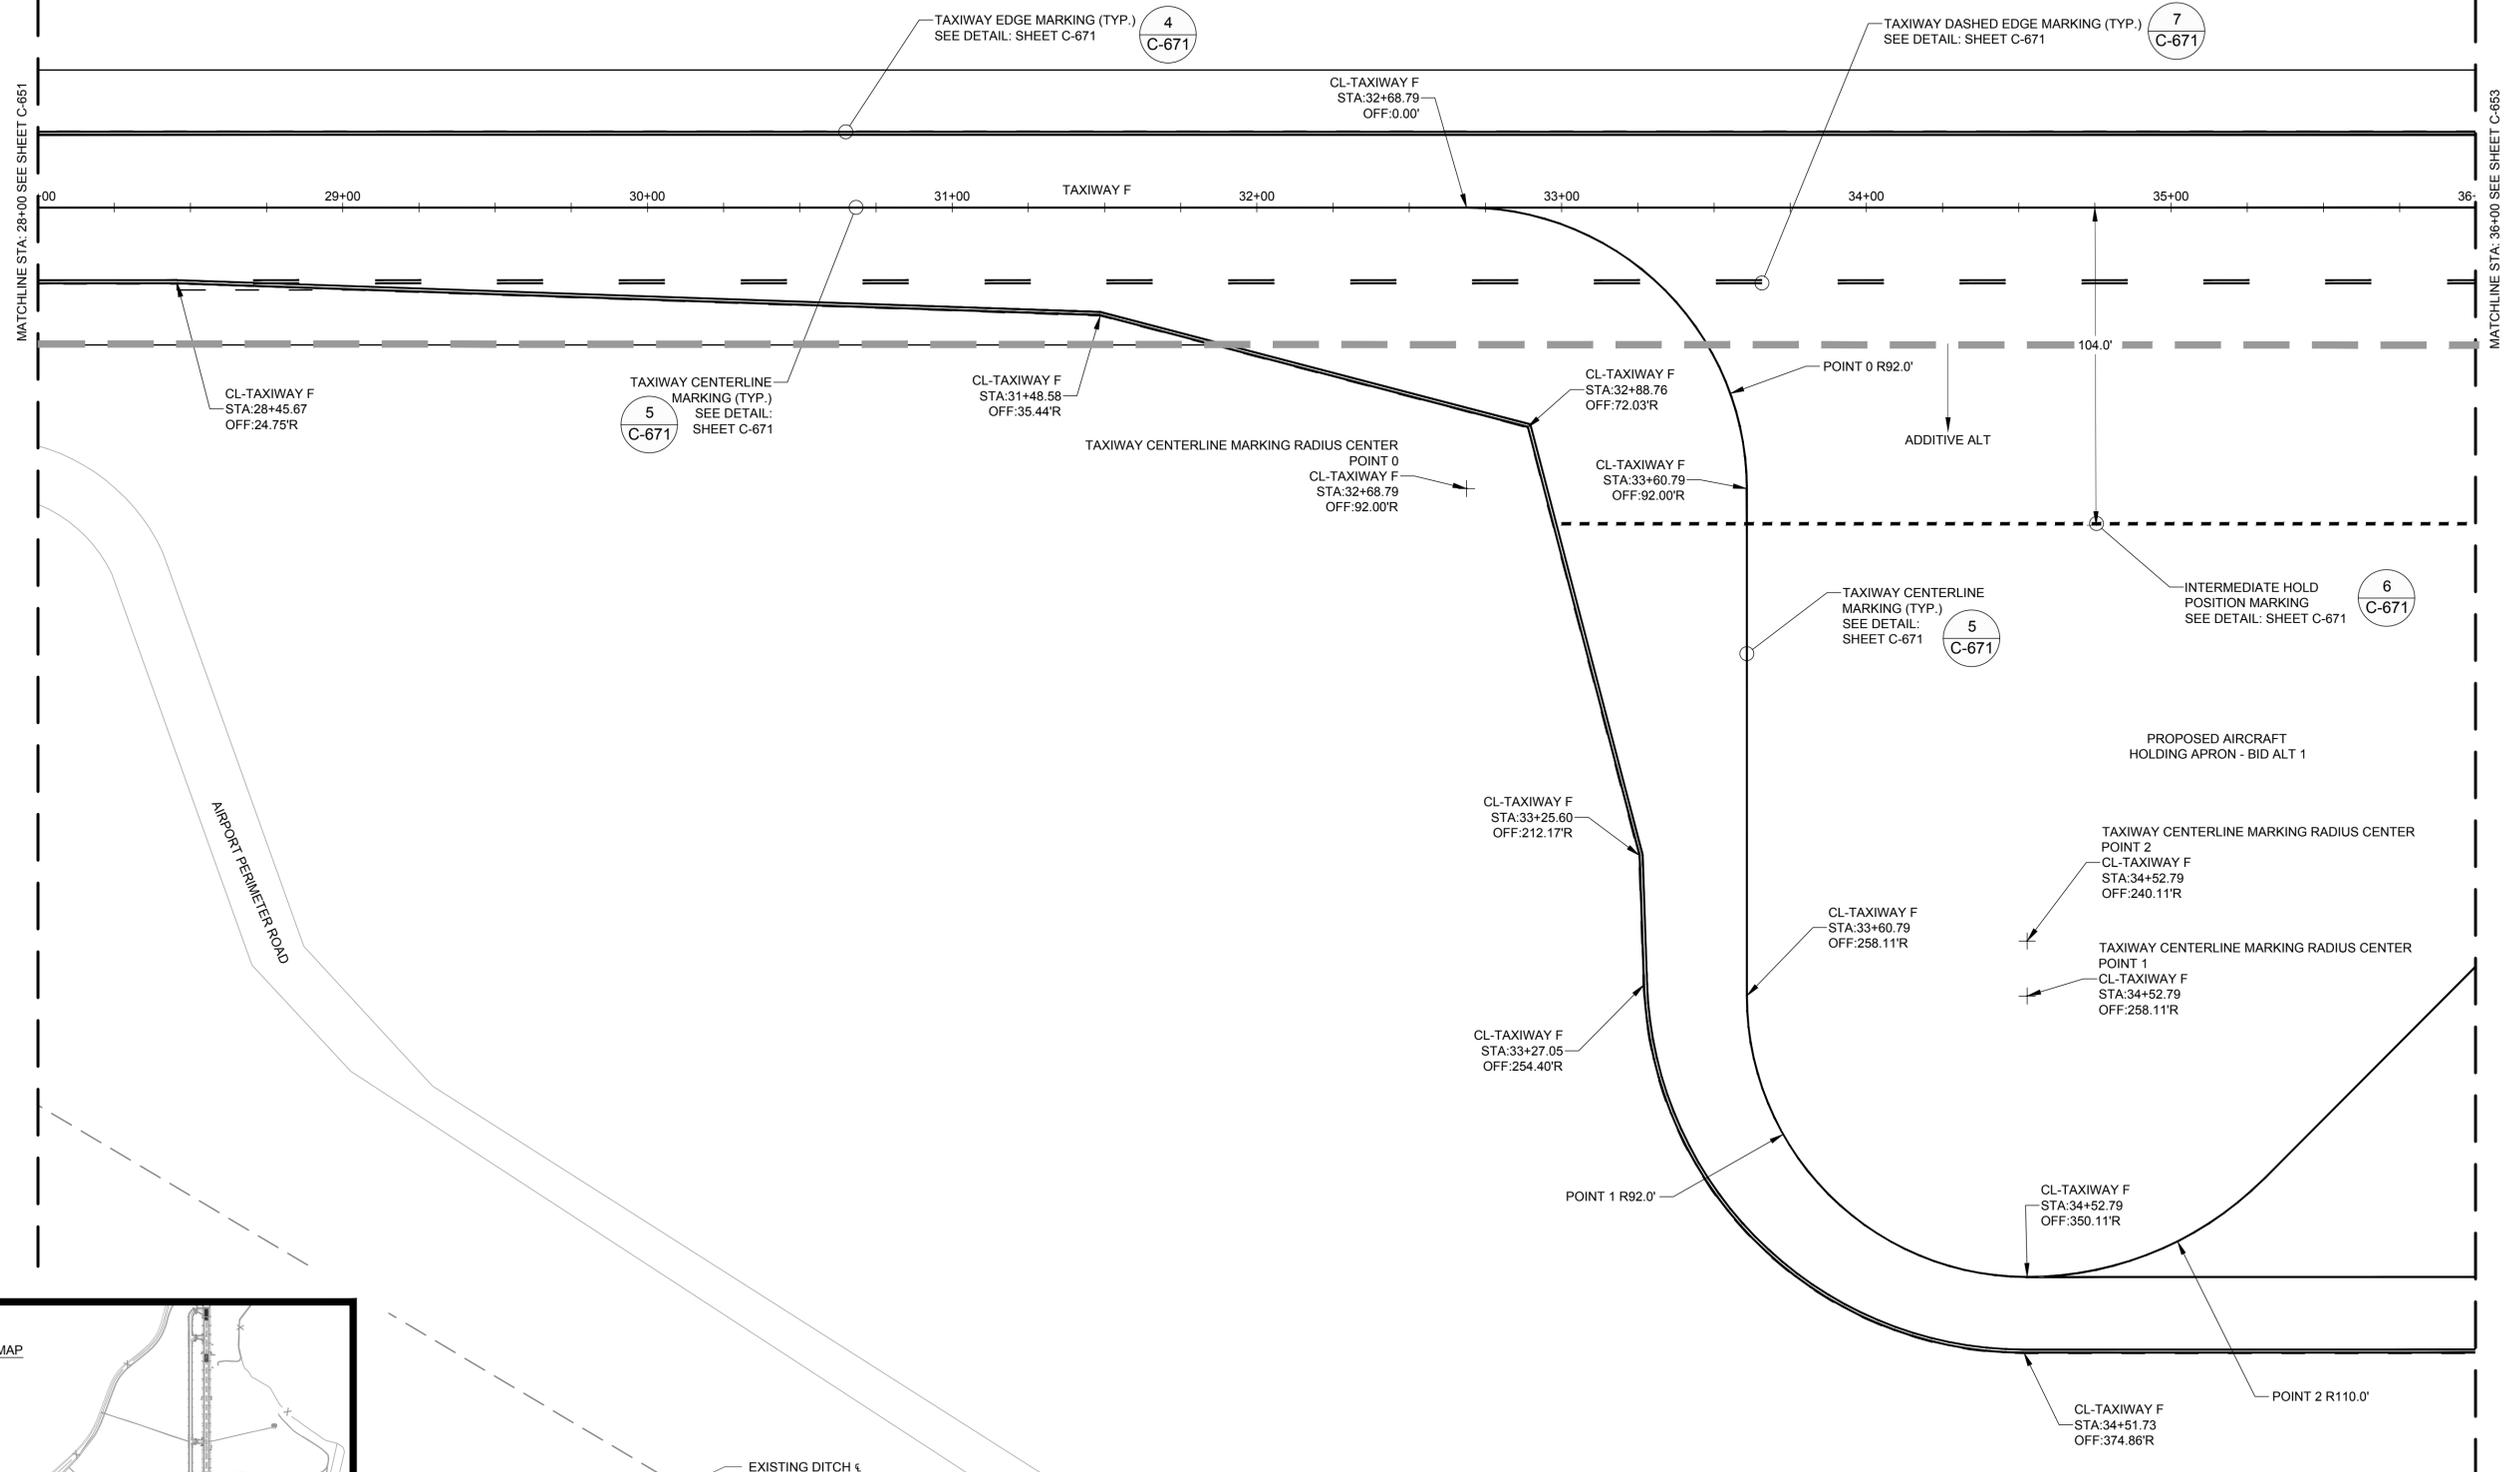 TAXIWAY EDGE MARKING (TYP.)
SEE DETAIL: SHEET C-671
4
C-671
TAXIWAY DASHED EDGE MARKING (TYP.)
SEE DETAIL: SHEET C-671
7
C-671
CL-TAXIWAY F
STA:32+68.79
OFF:0.00'
MATCHLINE STA: 28+00 SEE SHEET C-651
MATCHLINE STA: 36+00 SEE SHEET C-653
+00
29+00
30+00
31+00
TAXIWAY F
32+00
33+00
34+00
35+00
36+
104.0'
CL-TAXIWAY F
STA:28+45.67
OFF:24.75'R
TAXIWAY CENTERLINE
MARKING (TYP.)
SEE DETAIL:
SHEET C-671
5
C-671
CL-TAXIWAY F
STA:31+48.58
OFF:35.44'R
CL-TAXIWAY F
STA:32+88.76
OFF:72.03'R
POINT 0 R92.0'
ADDITIVE ALT
TAXIWAY CENTERLINE MARKING RADIUS CENTER
POINT 0
CL-TAXIWAY F
STA:32+68.79
OFF:92.00'R
CL-TAXIWAY F
STA:33+60.79
OFF:92.00'R
TAXIWAY CENTERLINE
MARKING (TYP.)
SEE DETAIL:
SHEET C-671
5
C-671
INTERMEDIATE HOLD
POSITION MARKING
SEE DETAIL: SHEET C-671
6
C-671
PROPOSED AIRCRAFT
HOLDING APRON - BID ALT 1
AIRPORT PERIMETER ROAD
CL-TAXIWAY F
STA:33+25.60
OFF:212.17'R
TAXIWAY CENTERLINE MARKING RADIUS CENTER
POINT 2
CL-TAXIWAY F
STA:34+52.79
OFF:240.11'R
CL-TAXIWAY F
STA:33+60.79
OFF:258.11'R
TAXIWAY CENTERLINE MARKING RADIUS CENTER
POINT 1
CL-TAXIWAY F
STA:34+52.79
OFF:258.11'R
CL-TAXIWAY F
STA:33+27.05
OFF:254.40'R
POINT 1 R92.0'
CL-TAXIWAY F
STA:34+52.79
OFF:350.11'R
POINT 2 R110.0'
CL-TAXIWAY F
STA:34+51.73
OFF:374.86'R
MAP
EXISTING DITCH ℄